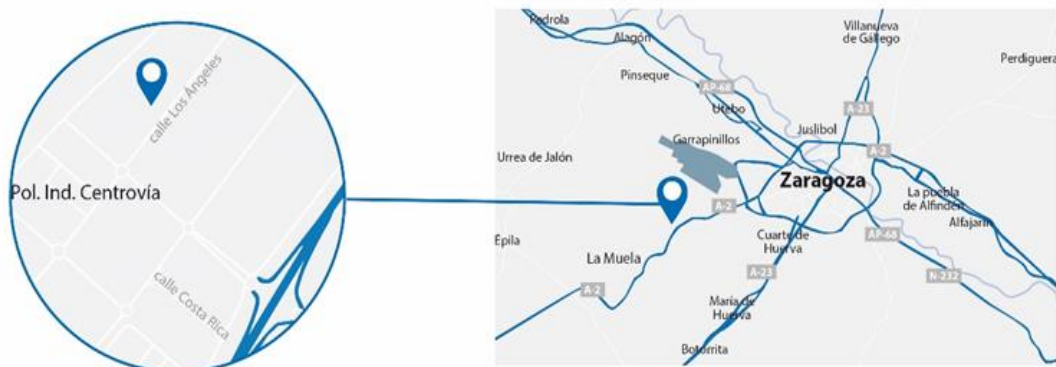 calle Los Ángeles
Pol. Ind. Centrovía
calle Costa Rica
Pedrola
Alagón
Pinseque
AP-68
Utebo
Garrapinillos
Urrea de Jalón
Épila
La Muela
A-2
A-2
Villanueva
de Gállego
Perdiguera
A-23
Juslibol
A-2
Zaragoza
La puebla
de Alfindén
Alfajarín
Cuarte de
Huerva
AP-68
N-232
A-23
María de
Huerva
Botorrita